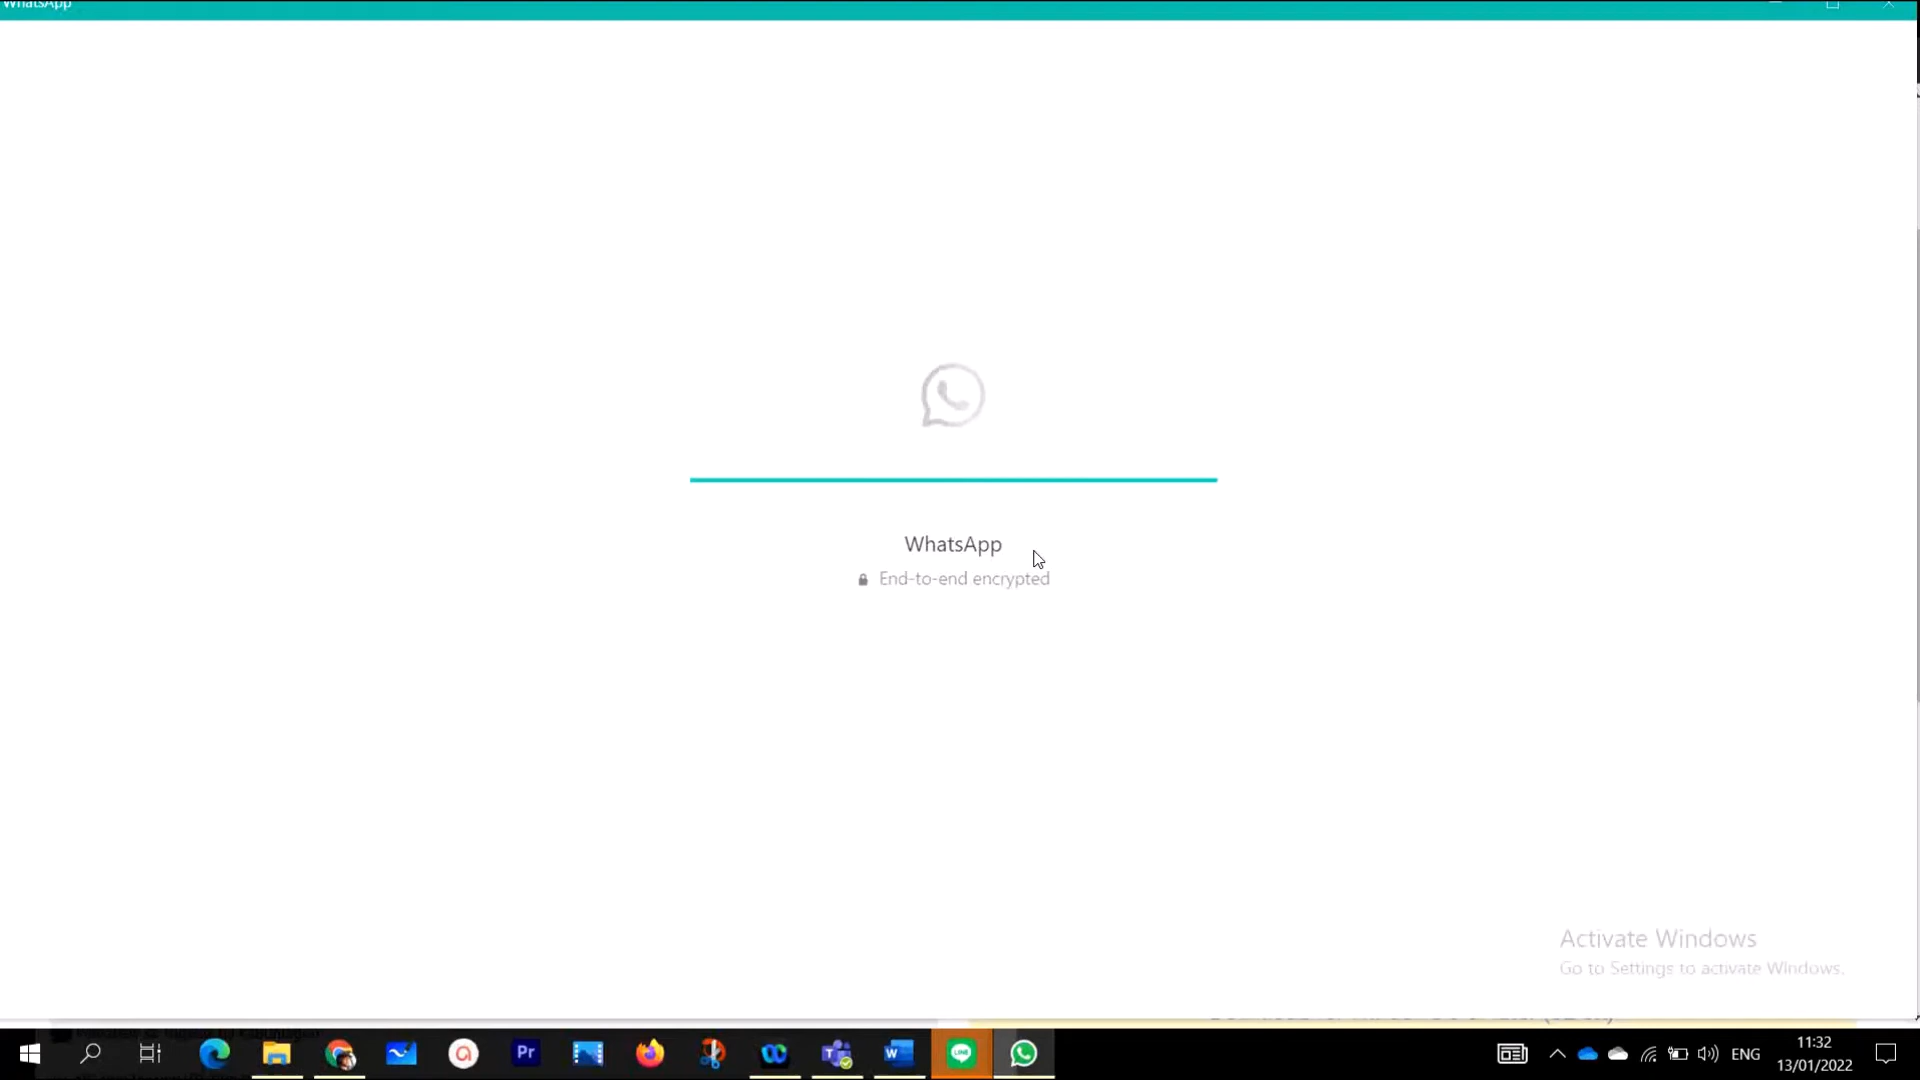 WhatsApp
WhatsApp
End-to-end encrypted
Activate Windows
Go to Settings to activate Windows.
Pr
W
LINE
ENG
11:32
13/01/2022